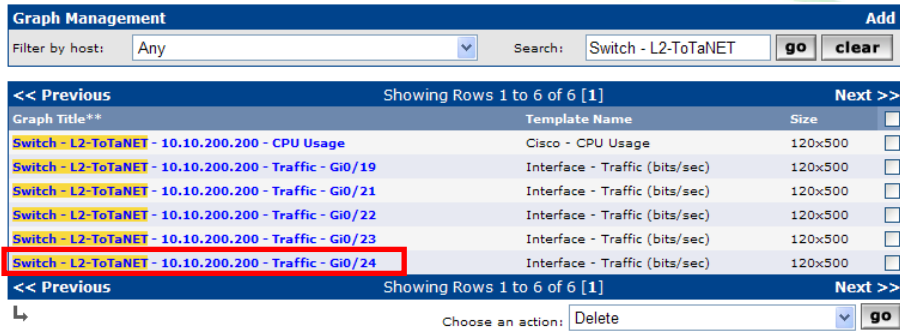 Graph Management Add
Filter by host: Any Search: Switch - L2-ToTaNET go clear
<< Previous Showing Rows 1 to 6 of 6 [1] Next >>
Graph Title** Template Name Size
Switch - L2-ToTaNET - 10.10.200.200 - CPU Usage Cisco - CPU Usage 120x500
Switch - L2-ToTaNET - 10.10.200.200 - Traffic - Gi0/19 Interface - Traffic (bits/sec) 120x500
Switch - L2-ToTaNET - 10.10.200.200 - Traffic - Gi0/21 Interface - Traffic (bits/sec) 120x500
Switch - L2-ToTaNET - 10.10.200.200 - Traffic - Gi0/22 Interface - Traffic (bits/sec) 120x500
Switch - L2-ToTaNET - 10.10.200.200 - Traffic - Gi0/23 Interface - Traffic (bits/sec) 120x500
Switch - L2-ToTaNET - 10.10.200.200 - Traffic - Gi0/24 Interface - Traffic (bits/sec) 120x500
<< Previous Showing Rows 1 to 6 of 6 [1] Next >>
Choose an action: Delete go